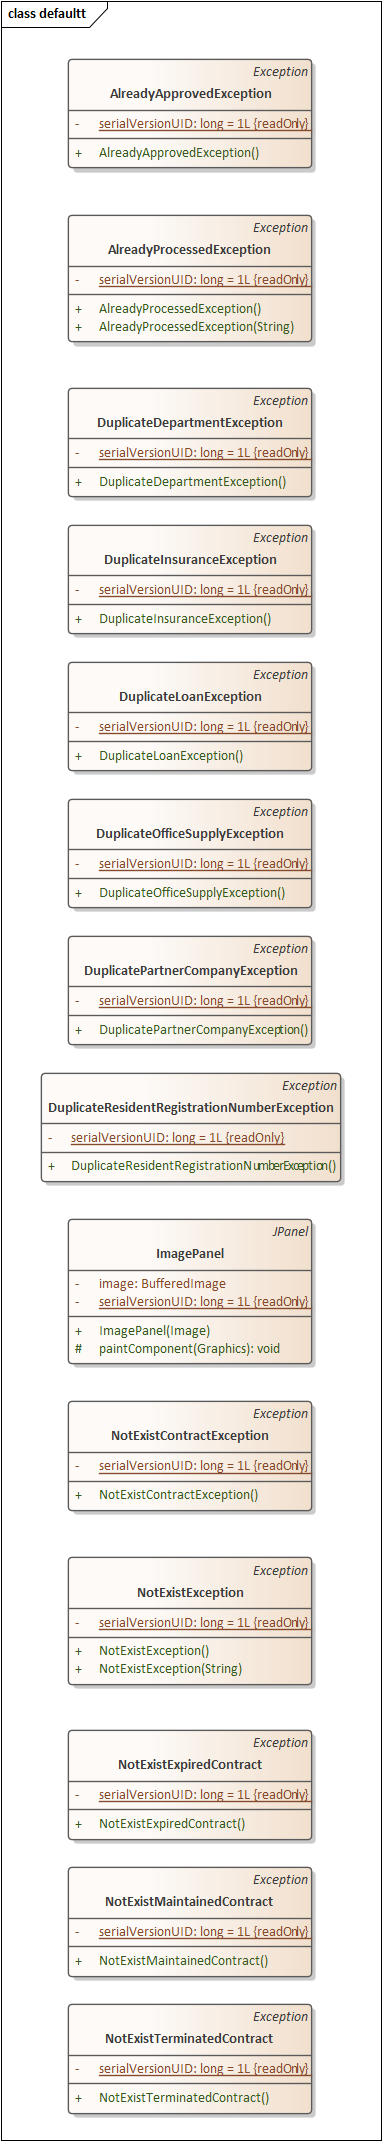 class defaultt
Exception
AlreadyApprovedException
- serialVersionUID: long = 1L {readOnly}
+ AlreadyApprovedException()
Exception
AlreadyProcessedException
- serialVersionUID: long = 1L {readOnly}
+ AlreadyProcessedException()
+ AlreadyProcessedException(String)
Exception
DuplicateDepartmentException
- serialVersionUID: long = 1L {readOnly}
+ DuplicateDepartmentException()
Exception
DuplicateInsuranceException
- serialVersionUID: long = 1L {readOnly}
+ DuplicateInsuranceException()
Exception
DuplicateLoanException
- serialVersionUID: long = 1L {readOnly}
+ DuplicateLoanException()
Exception
DuplicateOfficeSupplyException
- serialVersionUID: long = 1L {readOnly}
+ DuplicateOfficeSupplyException()
Exception
DuplicatePartnerCompanyException
- serialVersionUID: long = 1L {readOnly}
+ DuplicatePartnerCompanyException()
Exception
DuplicateResidentRegistrationNumberException
- serialVersionUID: long = 1L {readOnly}
+ DuplicateResidentRegistrationNumberException()
JPanel
ImagePanel
- image: BufferedImage
- serialVersionUID: long = 1L {readOnly}
+ ImagePanel(Image)
# paintComponent(Graphics): void
Exception
NotExistContractException
- serialVersionUID: long = 1L {readOnly}
+ NotExistContractException()
Exception
NotExistException
- serialVersionUID: long = 1L {readOnly}
+ NotExistException()
+ NotExistException(String)
Exception
NotExistExpiredContract
- serialVersionUID: long = 1L {readOnly}
+ NotExistExpiredContract()
Exception
NotExistMaintainedContract
- serialVersionUID: long = 1L {readOnly}
+ NotExistMaintainedContract()
Exception
NotExistTerminatedContract
- serialVersionUID: long = 1L {readOnly}
+ NotExistTerminatedContract()